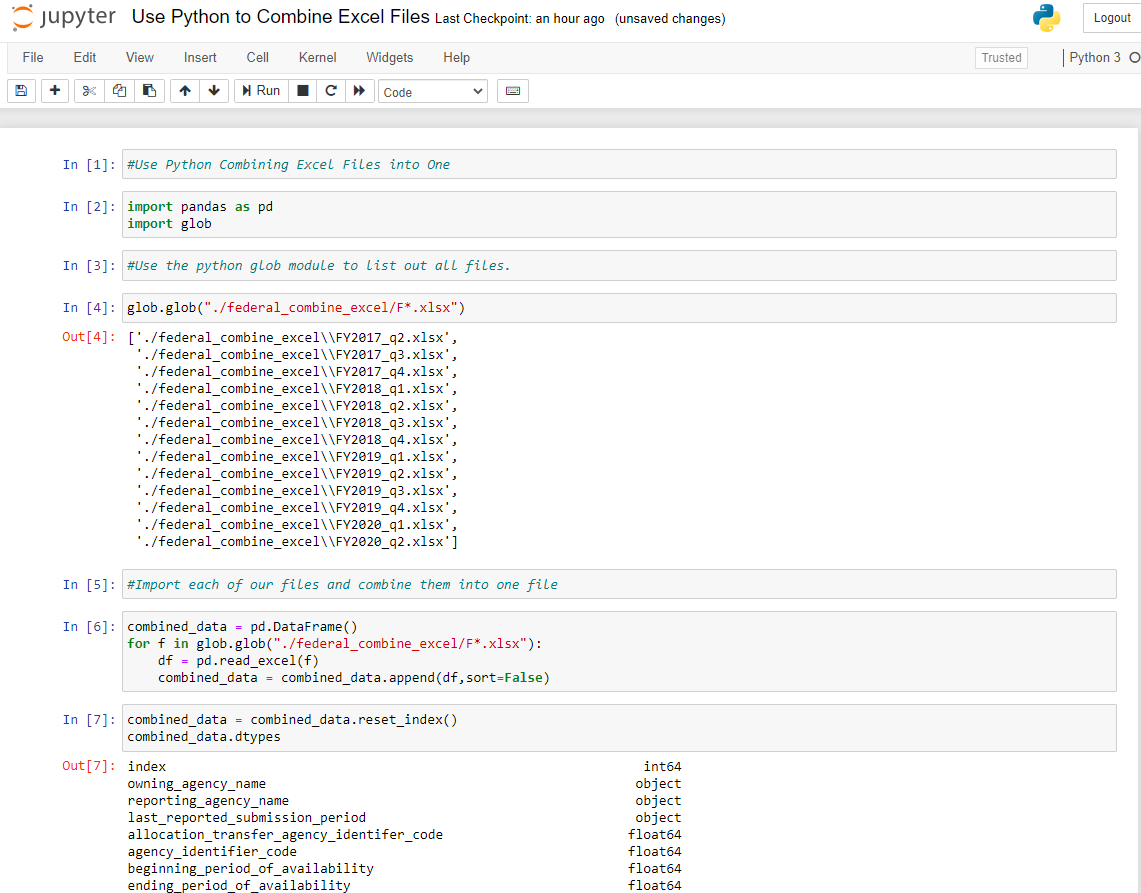 jupyter Use Python to Combine Excel Files Last Checkpoint: an hour ago (unsaved changes) Logout
File Edit View Insert Cell Kernel Widgets Help Trusted Python 3
Run Code
In [1]: #Use Python Combining Excel Files into One
In [2]: import pandas as pd
import glob
In [3]: #Use the python glob module to list out all files.
In [4]: glob.glob("./federal_combine_excel/F*.xlsx")
Out[4]: ['./federal_combine_excel\\FY2017_q2.xlsx',
'./federal_combine_excel\\FY2017_q3.xlsx',
'./federal_combine_excel\\FY2017_q4.xlsx',
'./federal_combine_excel\\FY2018_q1.xlsx',
'./federal_combine_excel\\FY2018_q2.xlsx',
'./federal_combine_excel\\FY2018_q3.xlsx',
'./federal_combine_excel\\FY2018_q4.xlsx',
'./federal_combine_excel\\FY2019_q1.xlsx',
'./federal_combine_excel\\FY2019_q2.xlsx',
'./federal_combine_excel\\FY2019_q3.xlsx',
'./federal_combine_excel\\FY2019_q4.xlsx',
'./federal_combine_excel\\FY2020_q1.xlsx',
'./federal_combine_excel\\FY2020_q2.xlsx']
In [5]: #Import each of our files and combine them into one file
In [6]: combined_data = pd.DataFrame()
for f in glob.glob("./federal_combine_excel/F*.xlsx"):
    df = pd.read_excel(f)
    combined_data = combined_data.append(df,sort=False)
In [7]: combined_data = combined_data.reset_index()
combined_data.dtypes
Out[7]: index int64
owning_agency_name object
reporting_agency_name object
last_reported_submission_period object
allocation_transfer_agency_identifer_code float64
agency_identifier_code float64
beginning_period_of_availability float64
ending_period_of_availability float64